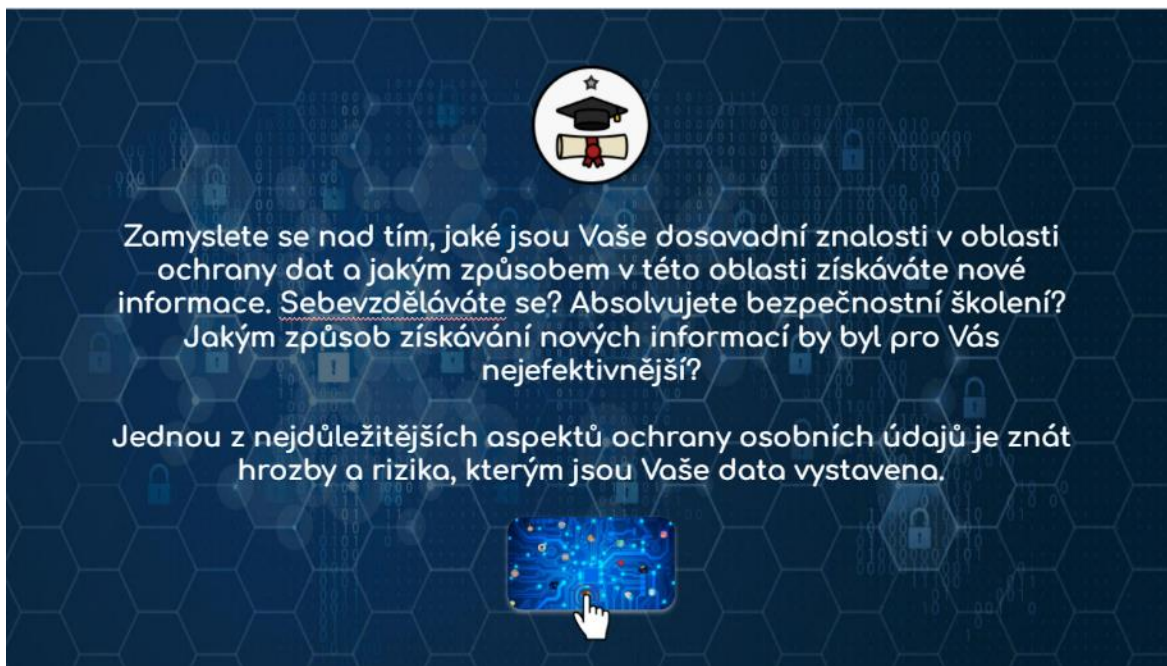 Zamyslete se nad tím, jaké jsou Vaše dosavadní znalosti v oblasti
ochrany dat a jakým způsobem v této oblasti získáváte nové
informace. Sebevzděláváte se? Absolvujete bezpečnostní školení?
Jakým způsob získávání nových informací by byl pro Vás
nejefektivnější?
Jednou z nejdůležitějších aspektů ochrany osobních údajů je znát
hrozby a rizika, kterým jsou Vaše data vystavena.